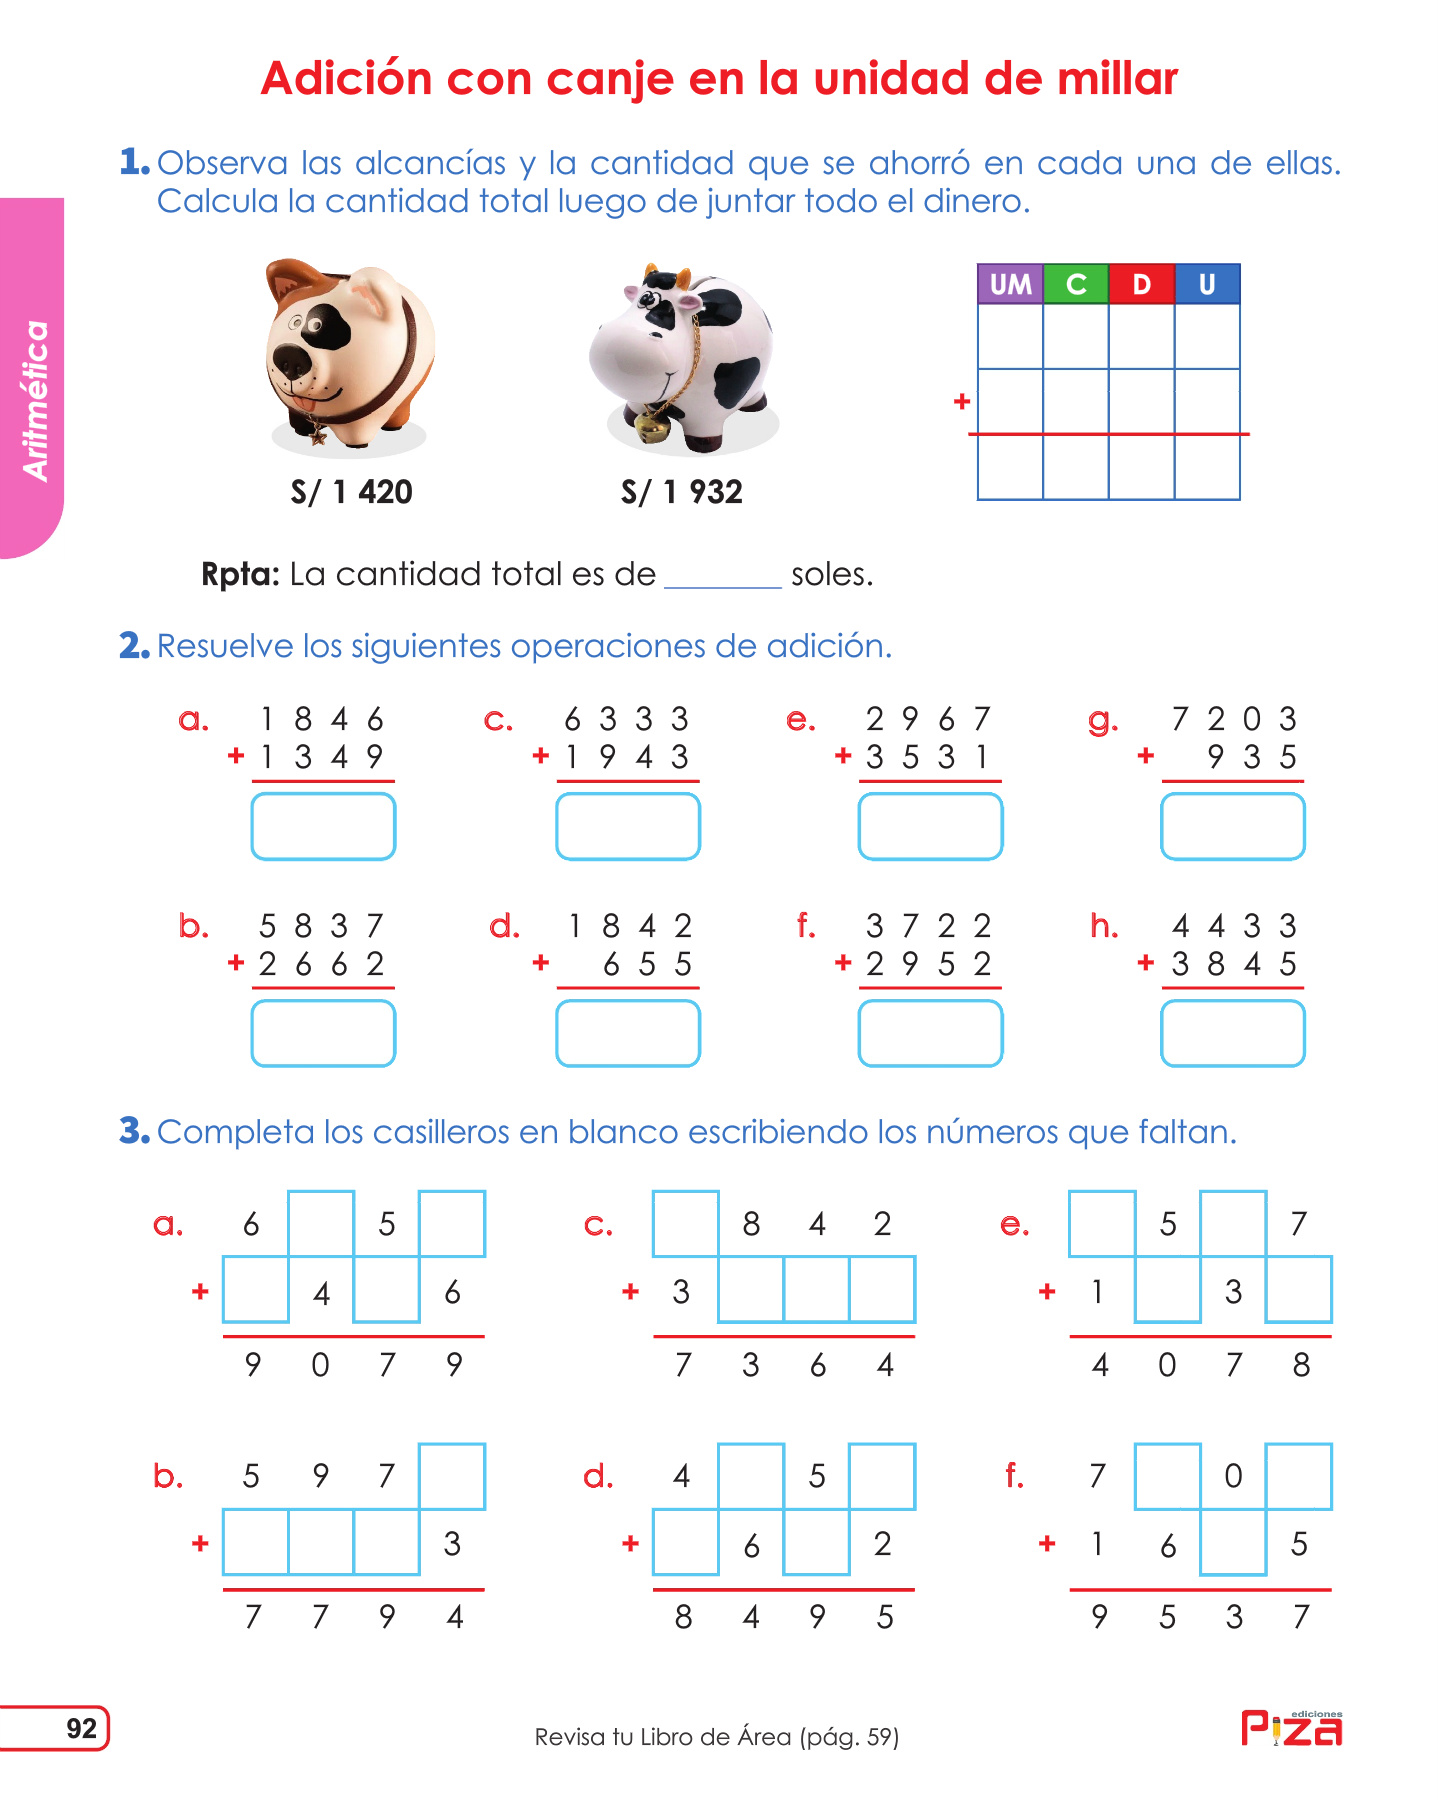 Adición con canje en la unidad de millar
1. Observa las alcancías y la cantidad que se ahorró en cada una de ellas.
Calcula la cantidad total luego de juntar todo el dinero.
Aritmética
UM C D U
+
S/ 1 420
S/ 1 932
Rpta: La cantidad total es de ________ soles.
2. Resuelve los siguientes operaciones de adición.
a. 1 8 4 6
+ 1 3 4 9
c. 6 3 3 3
+ 1 9 4 3
e. 2 9 6 7
+ 3 5 3 1
g. 7 2 0 3
+ 9 3 5
b. 5 8 3 7
+ 2 6 6 2
d. 1 8 4 2
+ 6 5 5
f. 3 7 2 2
+ 2 9 5 2
h. 4 4 3 3
+ 3 8 4 5
3. Completa los casilleros en blanco escribiendo los números que faltan.
a. 6 5
+ 4 6
9 0 7 9
c. 8 4 2
+ 3
7 3 6 4
e. 5 7
+ 1 3
4 0 7 8
b. 5 9 7
+ 3
7 7 9 4
d. 4 5
+ 6 2
8 4 9 5
f. 7 0
+ 1 6 5
9 5 3 7
92
Revisa tu Libro de Área (pág. 59)
ediciones
Piza